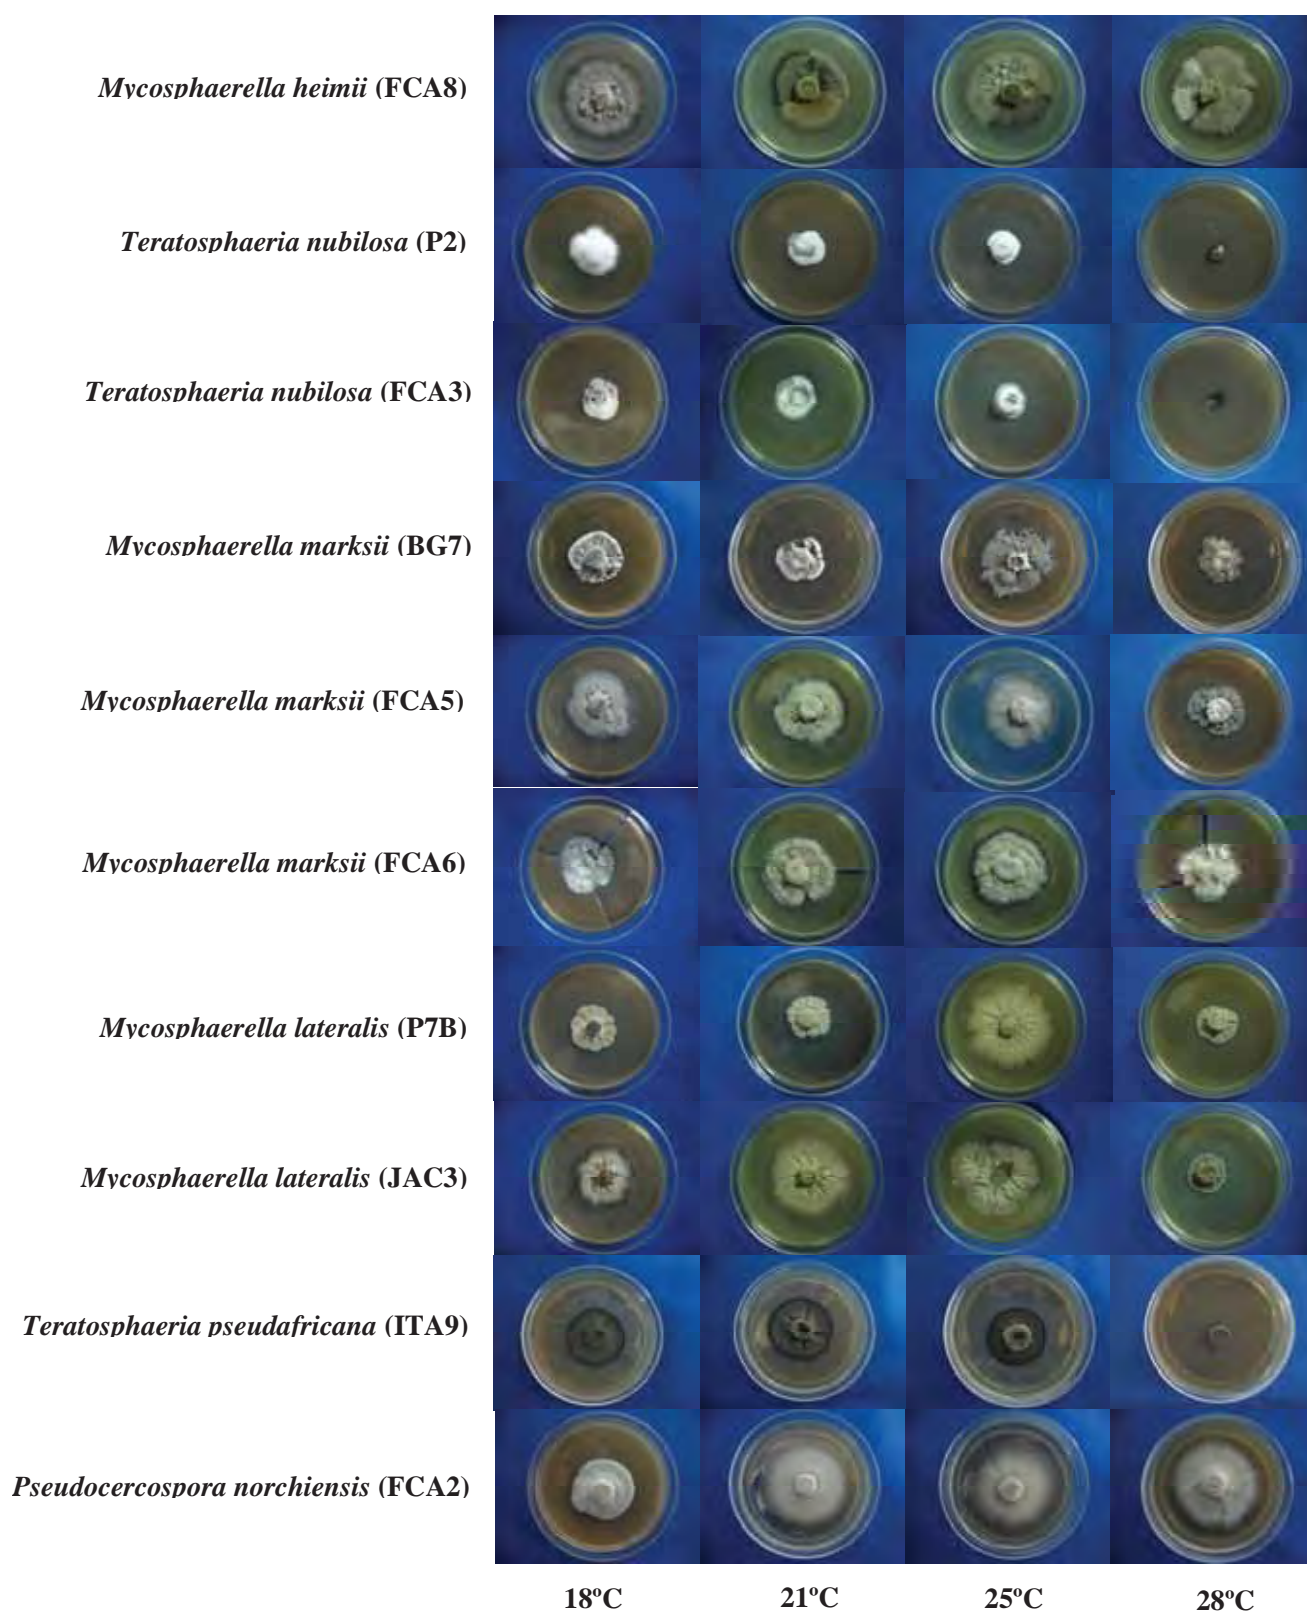 Mycosphaerella heimii (FCA8)
Teratosphaeria nubilosa (P2)
Teratosphaeria nubilosa (FCA3)
Mycosphaerella marksii (BG7)
Mycosphaerella marksii (FCA5)
Mycosphaerella marksii (FCA6)
Mycosphaerella lateralis (P7B)
Mycosphaerella lateralis (JAC3)
Teratosphaeria pseudafricana (ITA9)
Pseudocercospora norchiensis (FCA2)
18ºC 21ºC 25ºC 28ºC